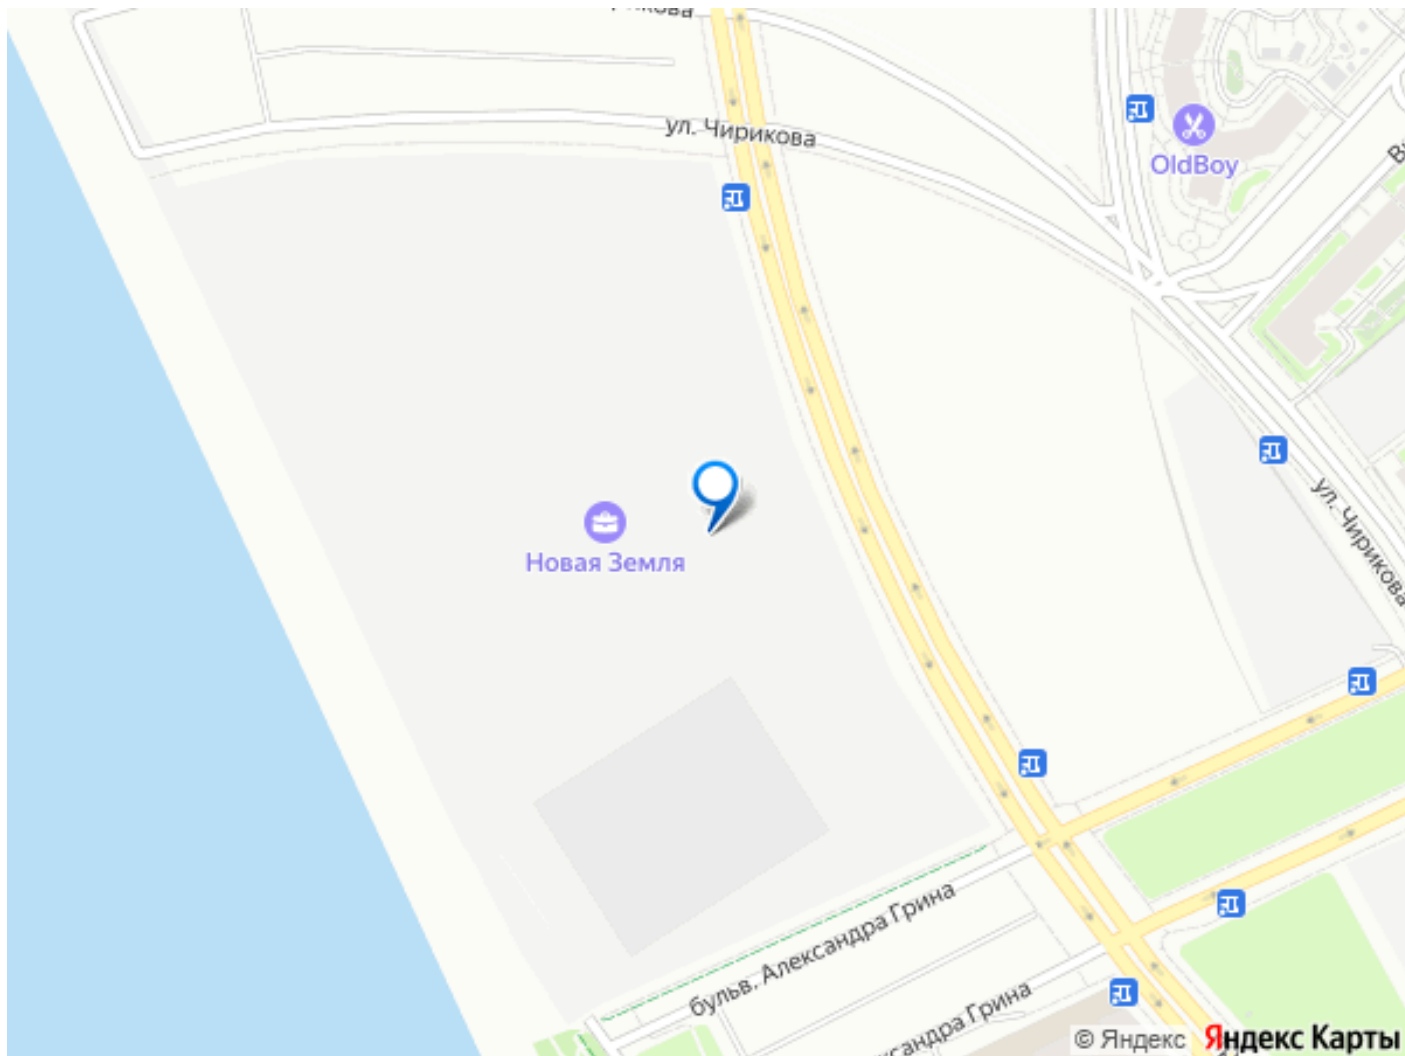 ул. Чирикова
OldBoy
Новая Земля
ул. Чирикова
бульв. Александра Грина
© Яндекс Яндекс Карты